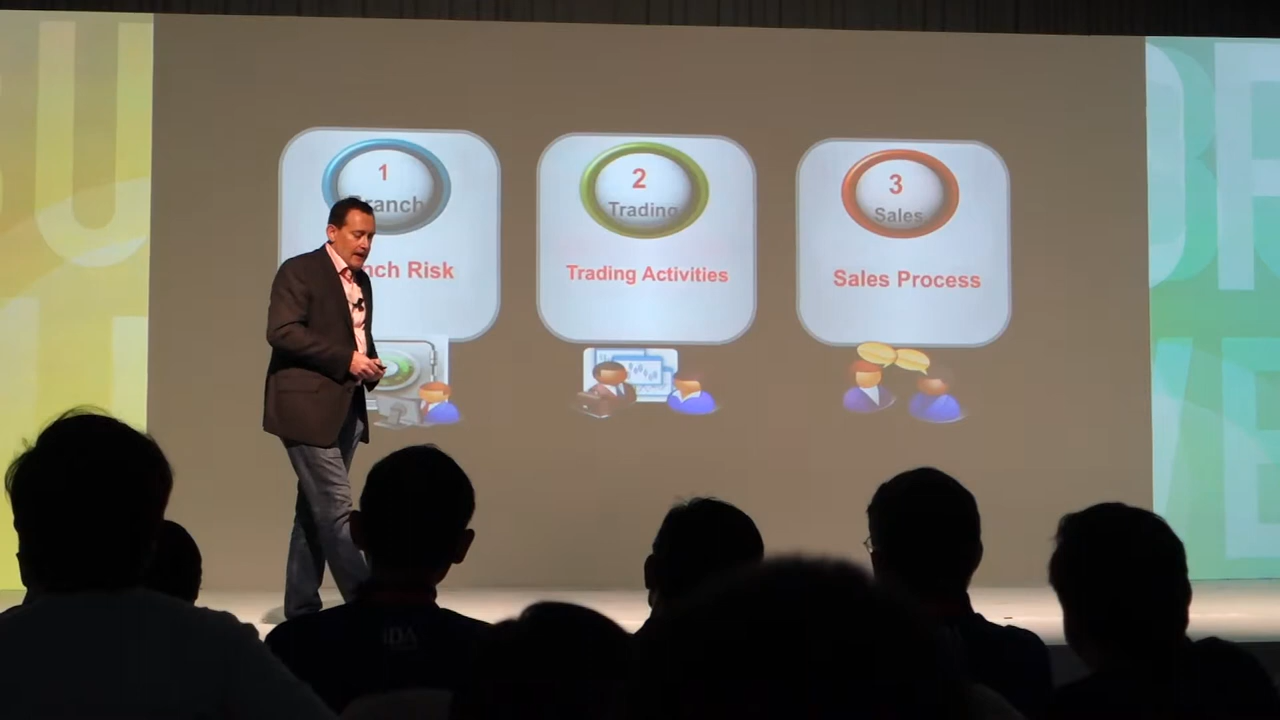 1
Branch
nch Risk
2
Trading
Trading Activities
3
Sales
Sales Process